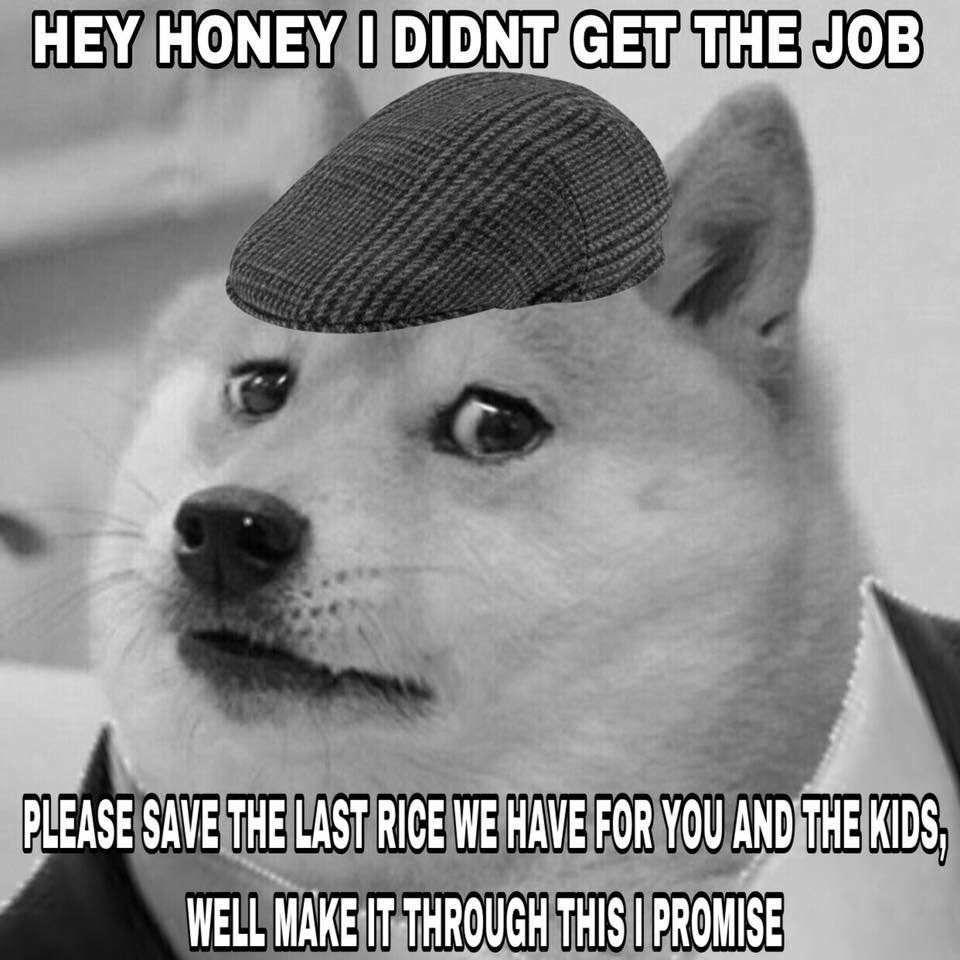 HEY HONEY I DIDNT GET THE JOB
PLEASE SAVE THE LAST RICE WE HAVE FOR YOU AND THE KIDS,
WELL MAKE IT THROUGH THIS I PROMISE